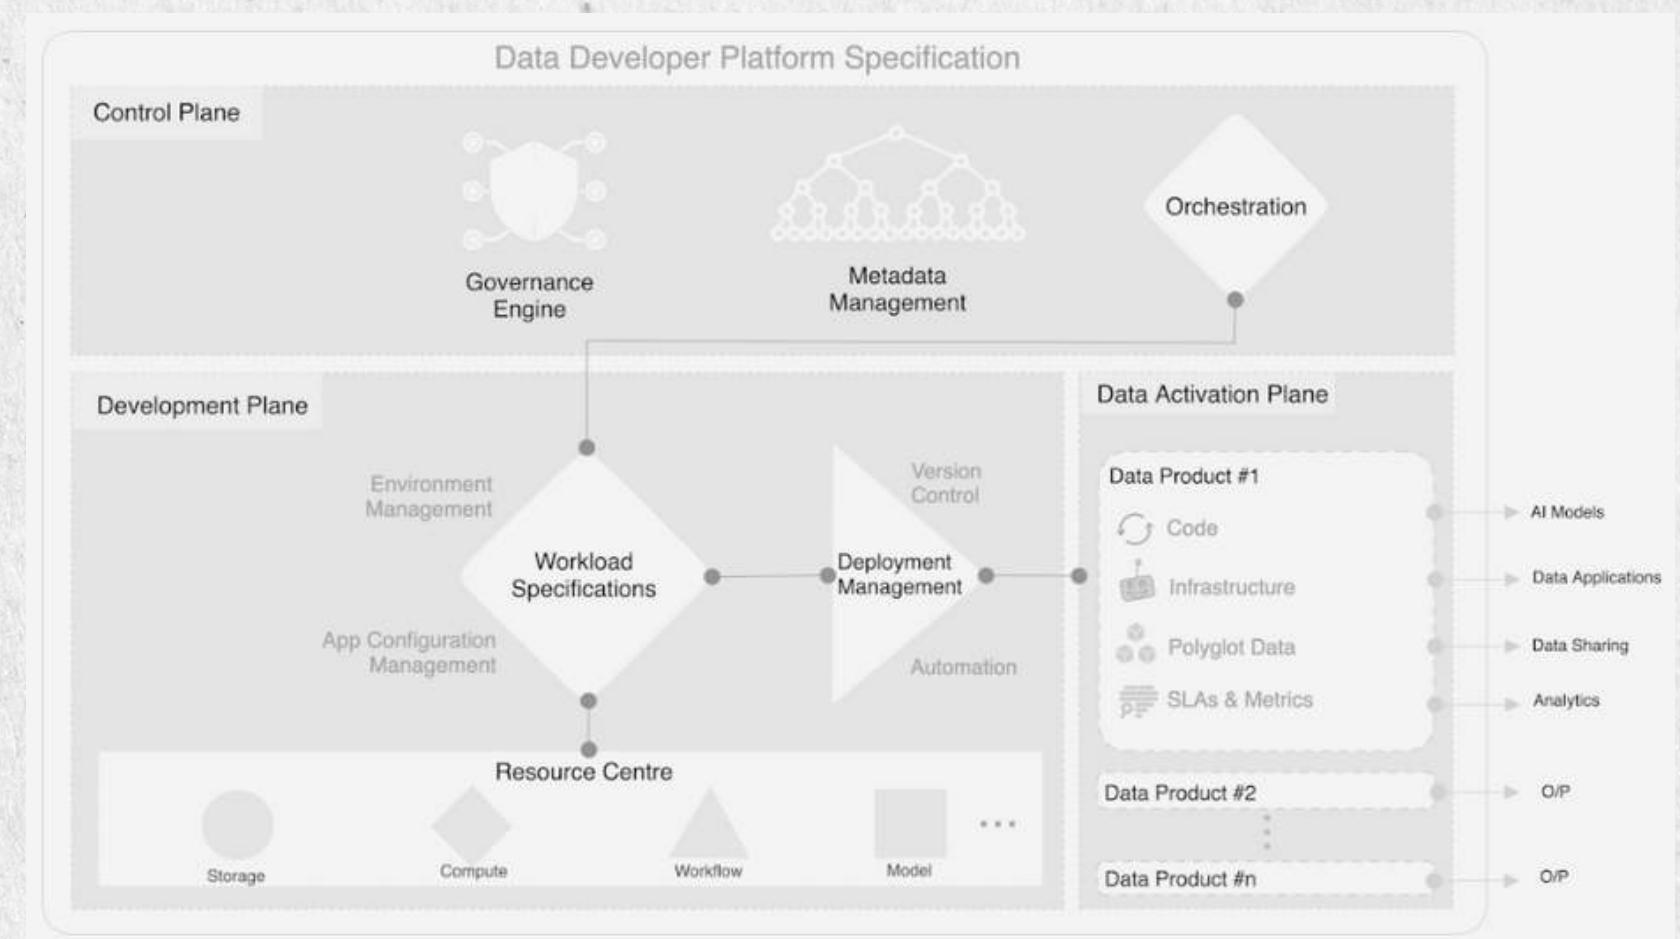 Data Developer Platform Specification
Control Plane
Governance
Engine
Metadata
Management
Orchestration
Development Plane
Environment
Management
Workload
Specifications
App Configuration
Management
Version
Control
Deployment
Management
Automation
Resource Centre
Storage
Compute
Workflow
Model
Data Activation Plane
Data Product #1
Code
Infrastructure
Polyglot Data
SLAs & Metrics
Data Product #2
Data Product #n
AI Models
Data Applications
Data Sharing
Analytics
O/P
O/P